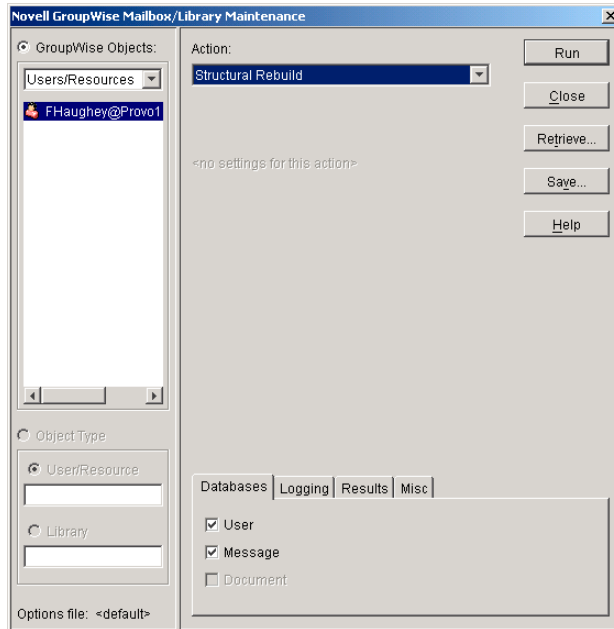 Novell GroupWise Mailbox/Library Maintenance
GroupWise Objects:
Users/Resources
FHaughey@Provo1
Object Type
User/Resource
Library
Options file: <default>
Action:
Structural Rebuild
<no settings for this action>
Run
Close
Retrieve...
Save...
Help
Databases Logging Results Misc
User
Message
Document